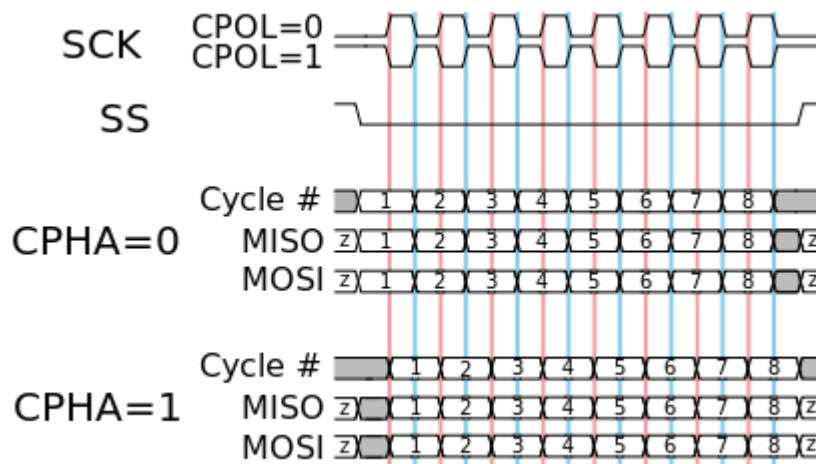 SCK CPOL=0
CPOL=1
SS
Cycle # 1 2 3 4 5 6 7 8
CPHA=0 MISO z 1 2 3 4 5 6 7 8 z
MOSI z 1 2 3 4 5 6 7 8 z
Cycle # 1 2 3 4 5 6 7 8
CPHA=1 MISO z 1 2 3 4 5 6 7 8 z
MOSI z 1 2 3 4 5 6 7 8 z